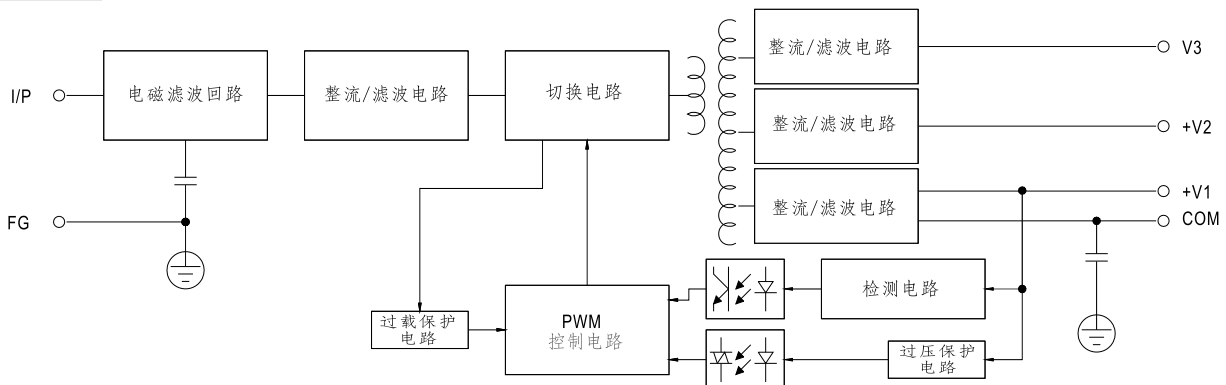 整流/滤波电路
V3
I/P
电磁滤波回路
整流/滤波电路
切换电路
整流/滤波电路
+V2
整流/滤波电路
+V1
COM
FG
检测电路
过载保护
电路
PWM
控制电路
过压保护
电路